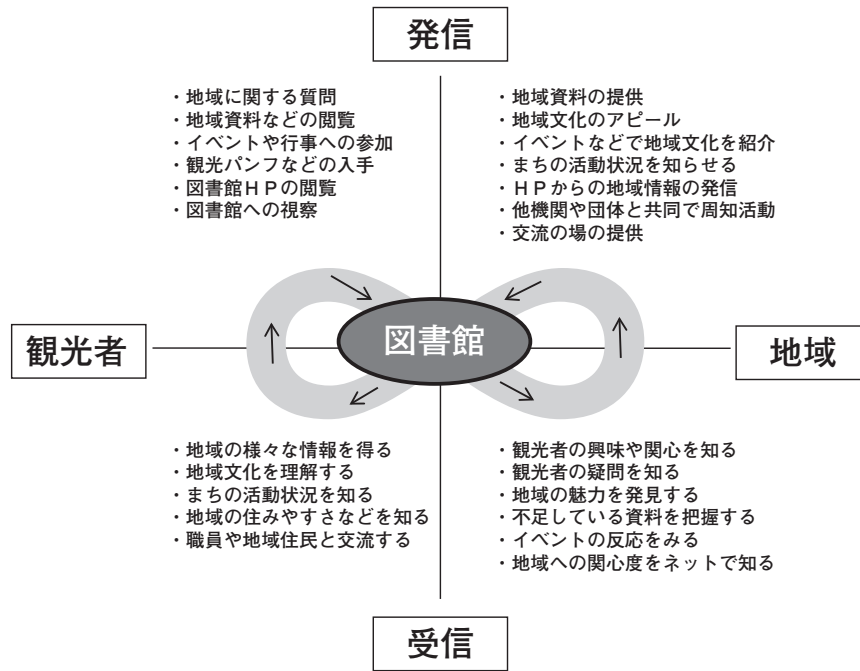 発信
・地域に関する質問
・地域資料などの閲覧
・イベントや行事への参加
・観光パンフなどの入手
・図書館ＨＰの閲覧
・図書館への視察
・地域資料の提供
・地域文化のアピール
・イベントなどで地域文化を紹介
・まちの活動状況を知らせる
・ＨＰからの地域情報の発信
・他機関や団体と共同で周知活動
・交流の場の提供
観光者
図書館
地域
・地域の様々な情報を得る
・地域文化を理解する
・まちの活動状況を知る
・地域の住みやすさなどを知る
・職員や地域住民と交流する
・観光者の興味や関心を知る
・観光者の疑問を知る
・地域の魅力を発見する
・不足している資料を把握する
・イベントの反応をみる
・地域への関心度をネットで知る
受信